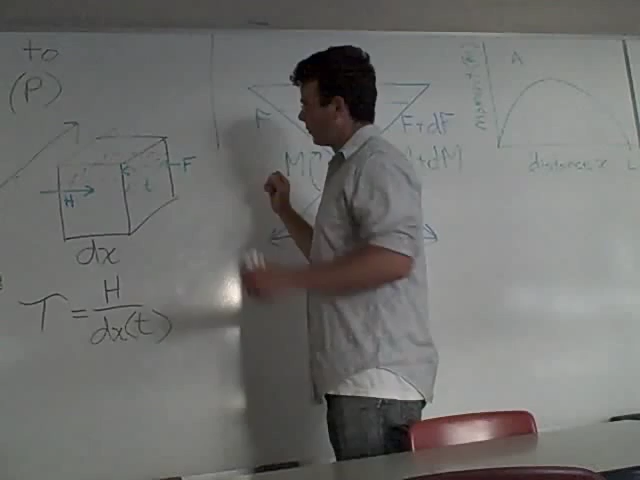 to
(P)
F
H
t
dx
T = H / dx(t)
F
F+dF
M
+dM
A
distance x
L